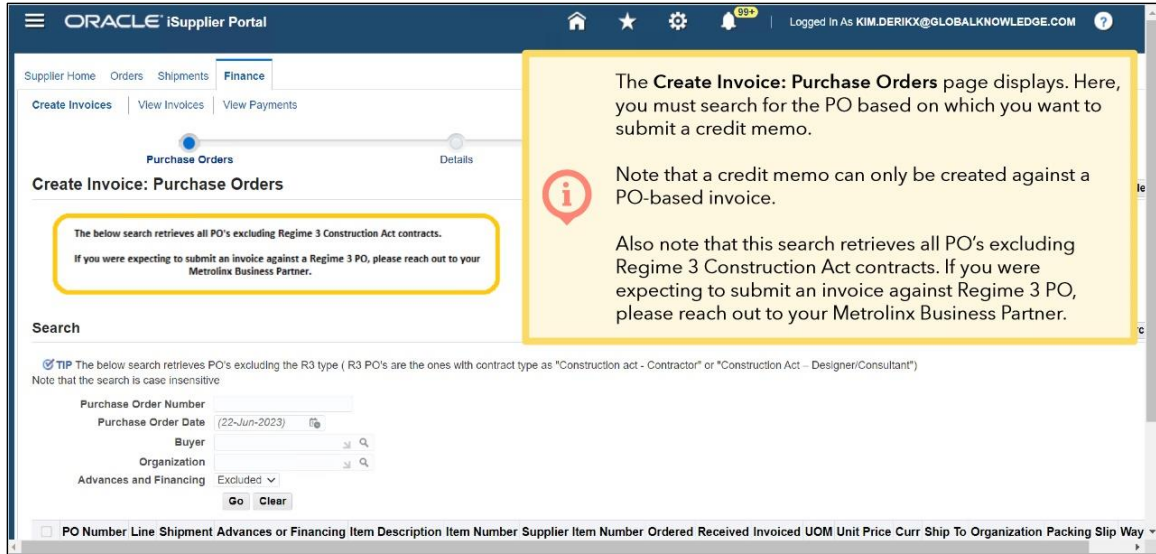 ORACLE iSupplier Portal
99+
Logged In As KIM.DERIKX@GLOBALKNOWLEDGE.COM
?
Supplier Home Orders Shipments Finance
Create Invoices View Invoices View Payments
Purchase Orders
Details
Create Invoice: Purchase Orders
The below search retrieves all PO's excluding Regime 3 Construction Act contracts.
If you were expecting to submit an invoice against a Regime 3 PO, please reach out to your
Metrolinx Business Partner.
The Create Invoice: Purchase Orders page displays. Here,
you must search for the PO based on which you want to
submit a credit memo.
Note that a credit memo can only be created against a
PO-based invoice.
Also note that this search retrieves all PO's excluding
Regime 3 Construction Act contracts. If you were
expecting to submit an invoice against Regime 3 PO,
please reach out to your Metrolinx Business Partner.
Search
TIP The below search retrieves PO's excluding the R3 type ( R3 PO's are the ones with contract type as "Construction act - Contractor" or "Construction Act – Designer/Consultant")
Note that the search is case insensitive
Purchase Order Number
Purchase Order Date (22-Jun-2023)
Buyer
Organization
Advances and Financing Excluded
Go Clear
PO Number Line Shipment Advances or Financing Item Description Item Number Supplier Item Number Ordered Received Invoiced UOM Unit Price Curr Ship To Organization Packing Slip Way